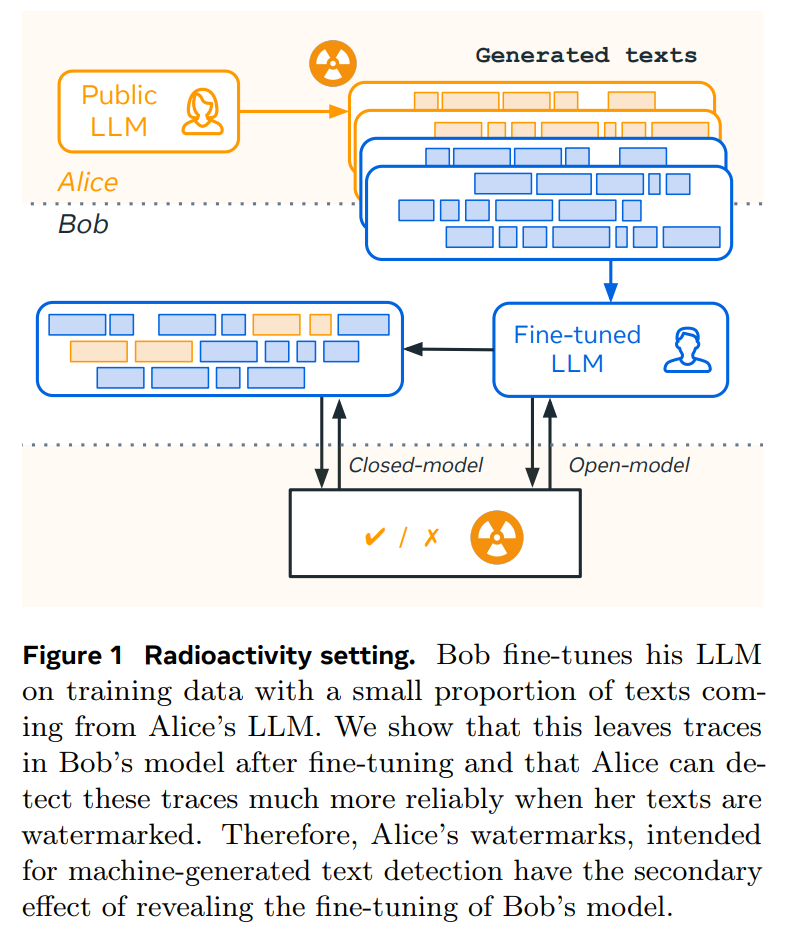 Generated texts
Public
LLM
Alice
Bob
Fine-tuned
LLM
Closed-model
Open-model
✔ / ✗
Figure 1 Radioactivity setting. Bob fine-tunes his LLM
on training data with a small proportion of texts com-
ing from Alice's LLM. We show that this leaves traces
in Bob's model after fine-tuning and that Alice can de-
tect these traces much more reliably when her texts are
watermarked. Therefore, Alice's watermarks, intended
for machine-generated text detection have the secondary
effect of revealing the fine-tuning of Bob's model.